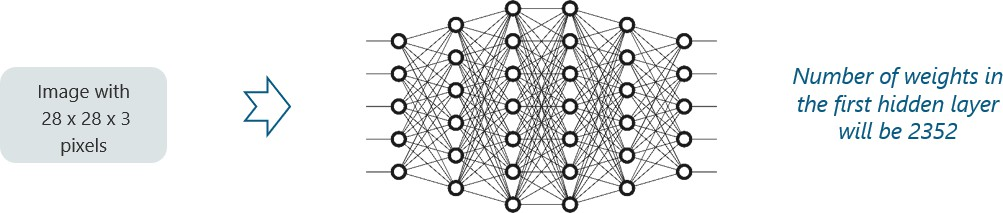 Image with
28 x 28 x 3
pixels
Number of weights in
the first hidden layer
will be 2352